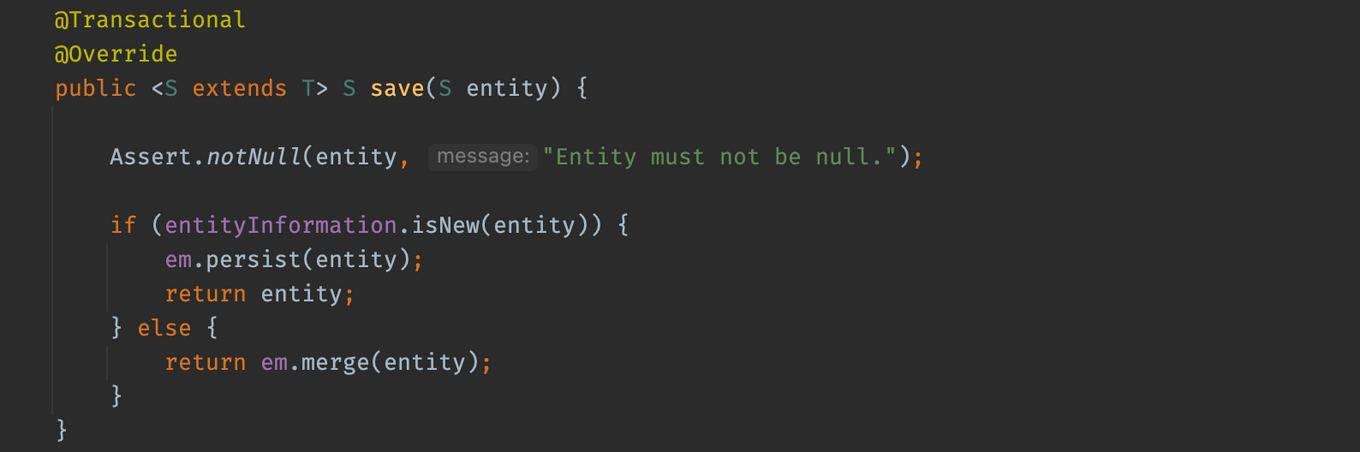 @Transactional
@Override
public <S extends T> S save(S entity) {
Assert.notNull(entity, message: "Entity must not be null.");
if (entityInformation.isNew(entity)) {
em.persist(entity);
return entity;
} else {
return em.merge(entity);
}
}